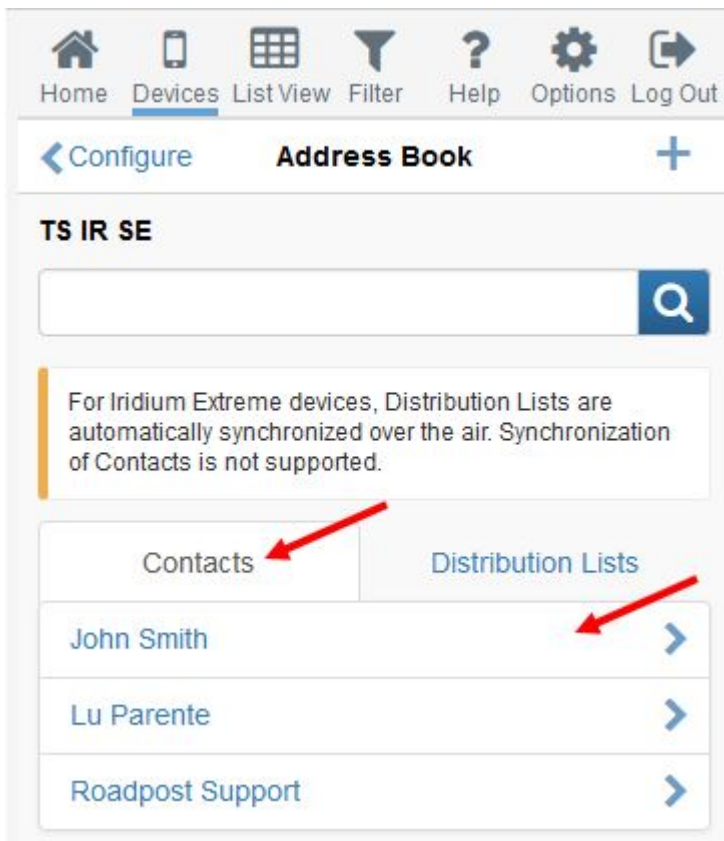 Home Devices List View Filter Help Options Log Out
Configure Address Book
TS IR SE
For Iridium Extreme devices, Distribution Lists are
automatically synchronized over the air. Synchronization
of Contacts is not supported.
Contacts Distribution Lists
John Smith
Lu Parente
Roadpost Support